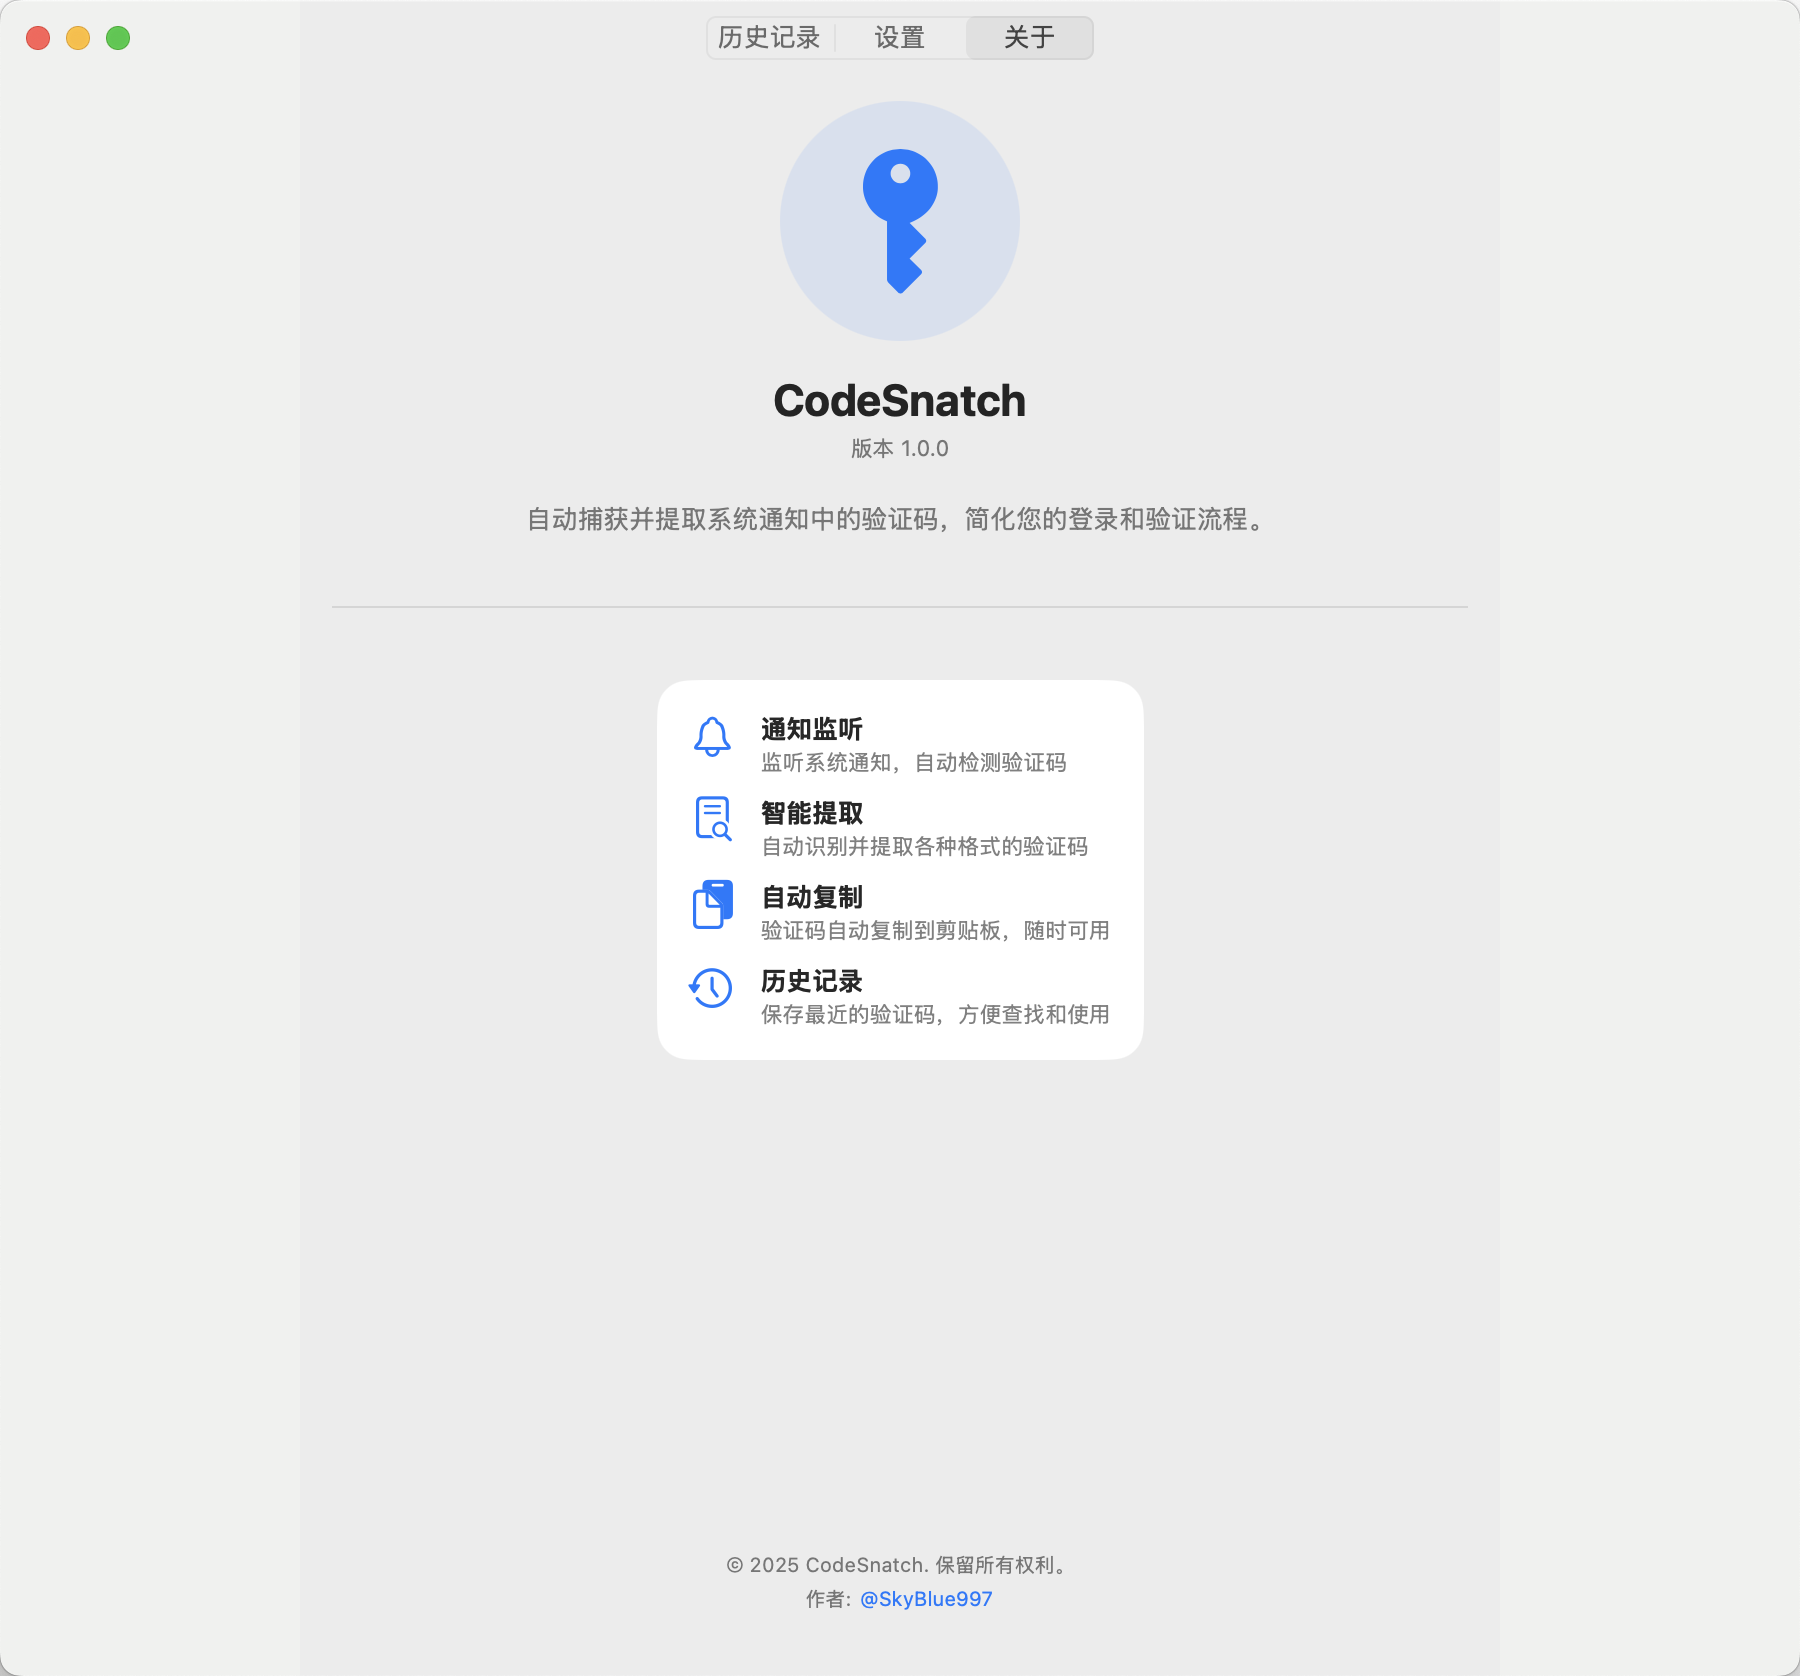 历史记录
设置
关于
CodeSnatch
版本 1.0.0
自动捕获并提取系统通知中的验证码，简化您的登录和验证流程。
通知监听
监听系统通知，自动检测验证码
智能提取
自动识别并提取各种格式的验证码
自动复制
验证码自动复制到剪贴板，随时可用
历史记录
保存最近的验证码，方便查找和使用
© 2025 CodeSnatch. 保留所有权利。
作者: @SkyBlue997